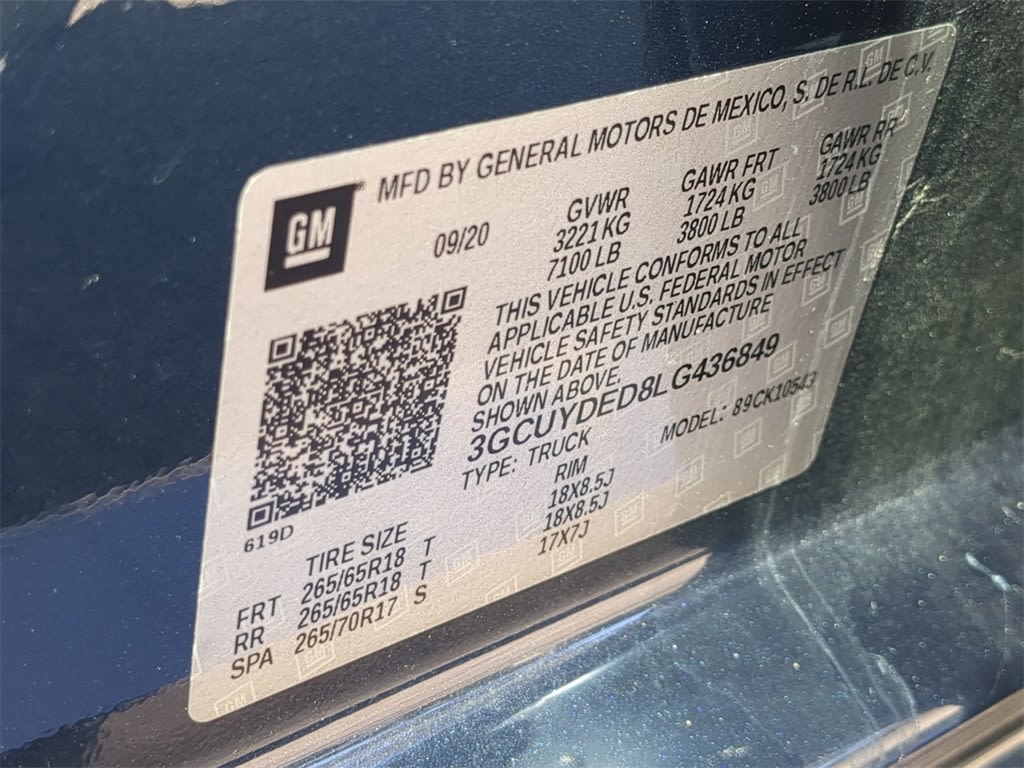 GM
MFD BY GENERAL MOTORS DE MEXICO, S. DE R.L. DE C.V.
09/20 GVWR GAWR FRT GAWR RR
3221 KG 1724 KG 1724 KG
7100 LB 3800 LB 3800 LB
THIS VEHICLE CONFORMS TO ALL
APPLICABLE U.S. FEDERAL MOTOR
VEHICLE SAFETY STANDARDS IN EFFECT
ON THE DATE OF MANUFACTURE
SHOWN ABOVE.
3GCUYDED8LG436849
TYPE: TRUCK MODEL: 89CK10543
619D
TIRE SIZE RIM
FRT 265/65R18 T 18X8.5J
RR 265/65R18 T 18X8.5J
SPA 265/70R17 S 17X7J